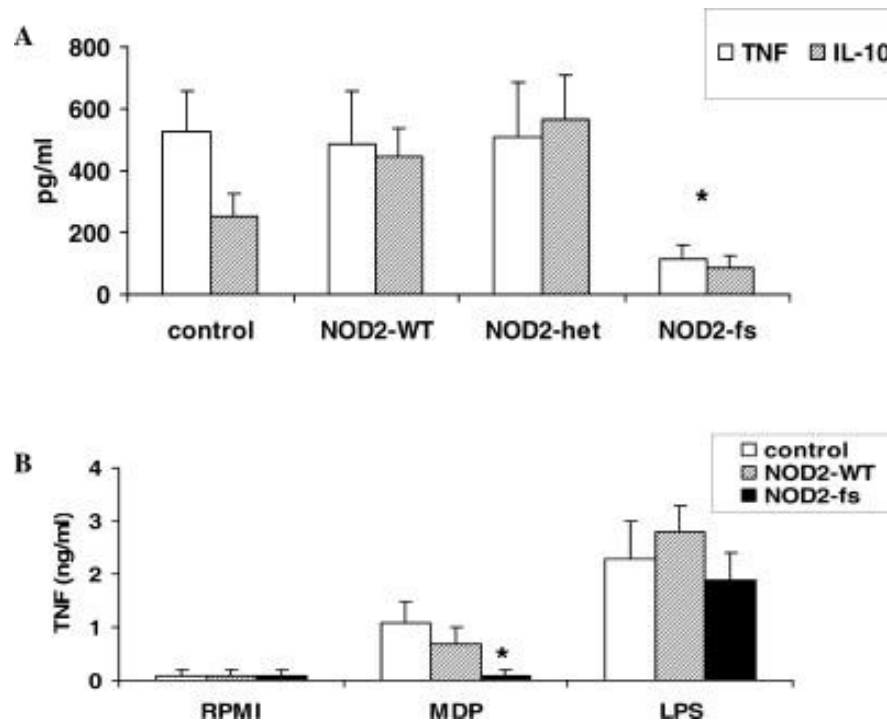 A
TNF IL-10
800
600
400
200
0
pg/ml
control NOD2-WT NOD2-het NOD2-fs
*
B
control
NOD2-WT
NOD2-fs
4
3
2
1
0
TNF (ng/ml)
*
RPMI MDP LPS